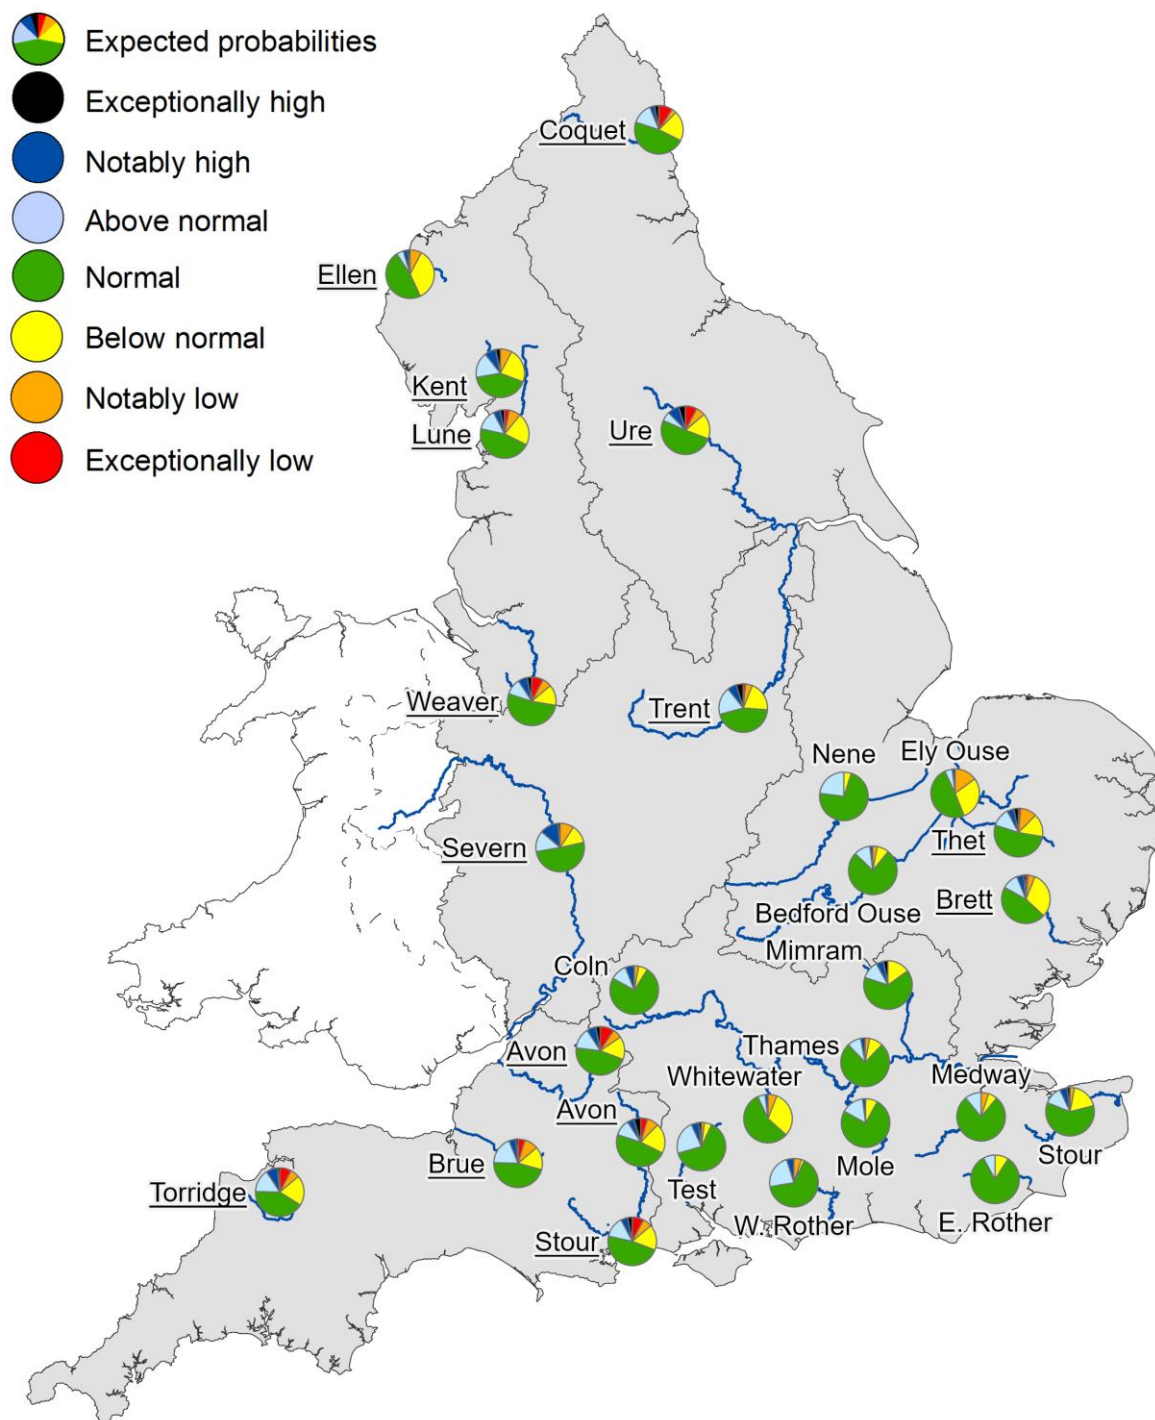 Expected probabilities
Exceptionally high
Notably high
Above normal
Normal
Below normal
Notably low
Exceptionally low
Coquet
Ellen
Kent
Lune
Ure
Weaver
Trent
Nene
Ely Ouse
Severn
Thet
Bedford Ouse
Brett
Mimram
Coln
Avon
Thames
Whitewater
Medway
Avon
Brue
Mole
Stour
Torridge
Test
W. Rother
E. Rother
Stour